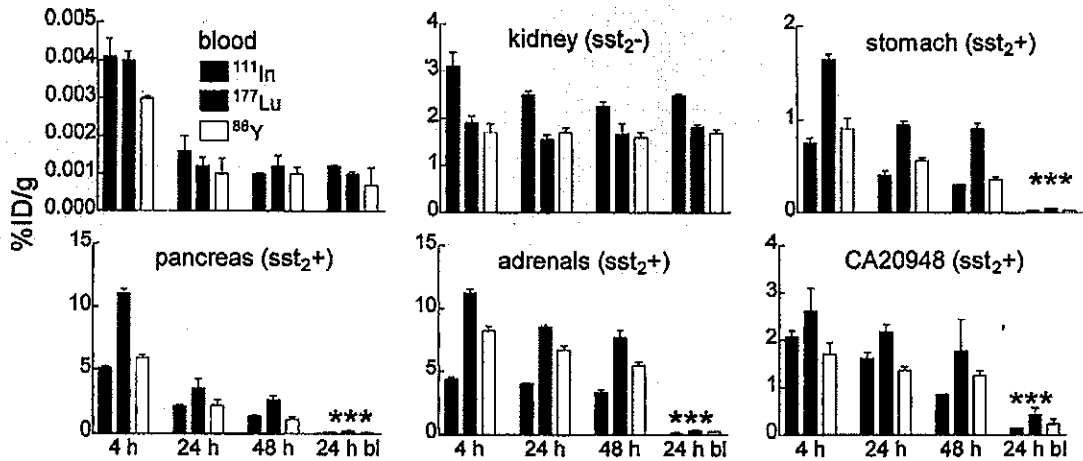 %ID/g
0.005
0.004
0.003
0.002
0.001
0.000
blood
¹¹¹In
¹⁷⁷Lu
⁸⁸Y
4
3
2
1
0
kidney (sst₂-)
2
1
0
stomach (sst₂+)
***
15
10
5
0
pancreas (sst₂+)
***
4 h 24 h 48 h 24 h bl
15
10
5
0
adrenals (sst₂+)
***
4 h 24 h 48 h 24 h bl
4
3
2
1
0
CA20948 (sst₂+)
***
4 h 24 h 48 h 24 h bl